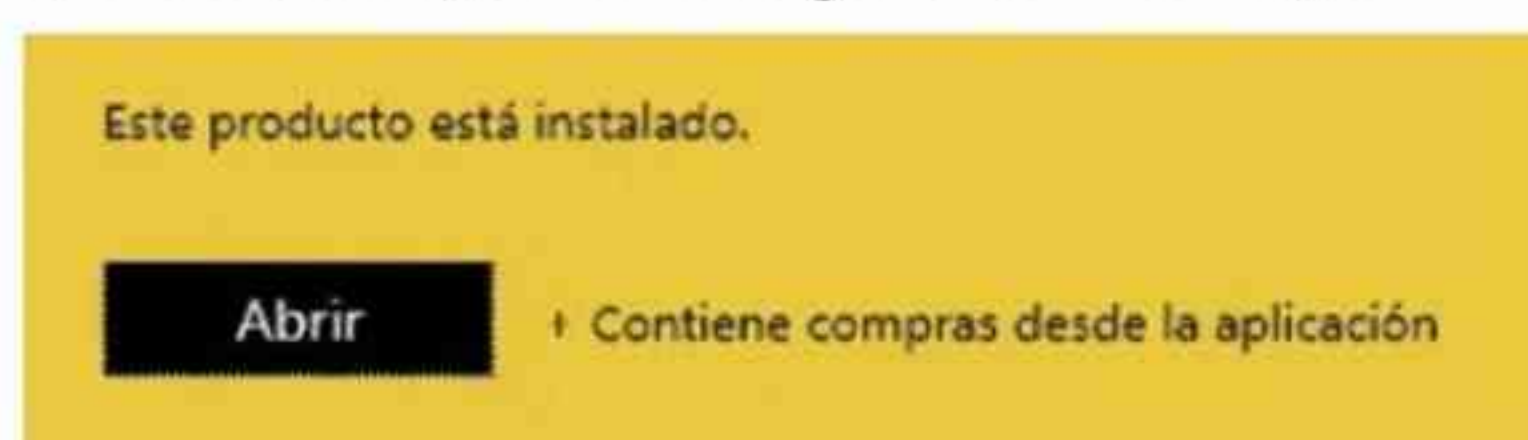 Este producto está instalado.
Abrir
+ Contiene compras desde la aplicación